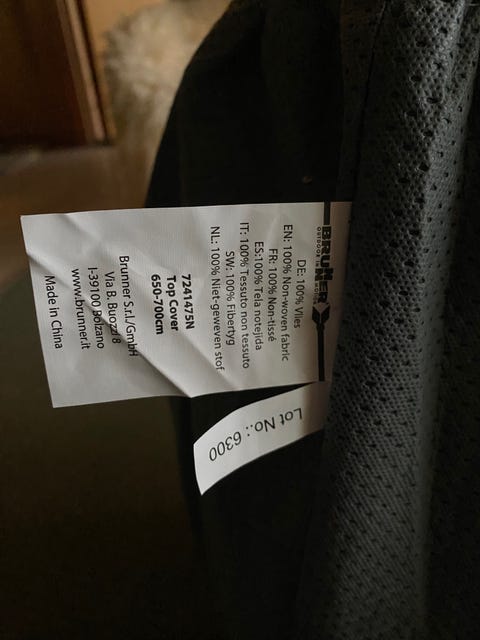 BRUNNER
OUTDOOR IN MOTION
DE: 100% Vlies
EN: 100% Non-woven fabric
FR: 100% Non-tissé
ES:100% Tela notejida
IT: 100% Tessuto non tessuto
SW: 100% Fibertyg
NL: 100% Niet-geweven stof
7241475N
Top Cover
650-700cm
Brunner S.r.l/GmbH
Via B. Buozzi 8
I-39100 Bolzano
www.brunner.it
Made in China
Lot No.: 6300